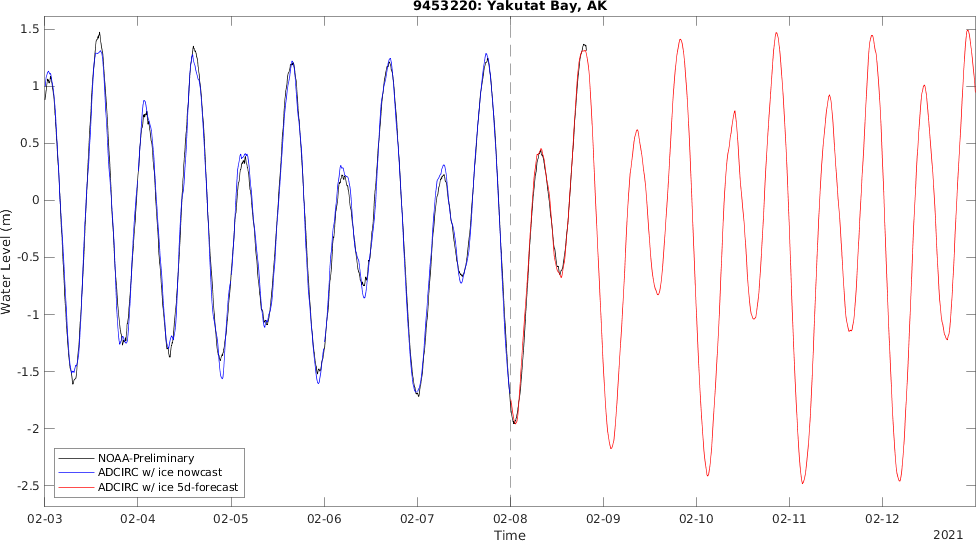 9453220: Yakutat Bay, AK
Water Level (m)
1.5
1
0.5
0
-0.5
-1
-1.5
-2
-2.5
NOAA-Preliminary
ADCIRC w/ ice nowcast
ADCIRC w/ ice 5d-forecast
02-03 02-04 02-05 02-06 02-07 02-08 02-09 02-10 02-11 02-12
Time
2021